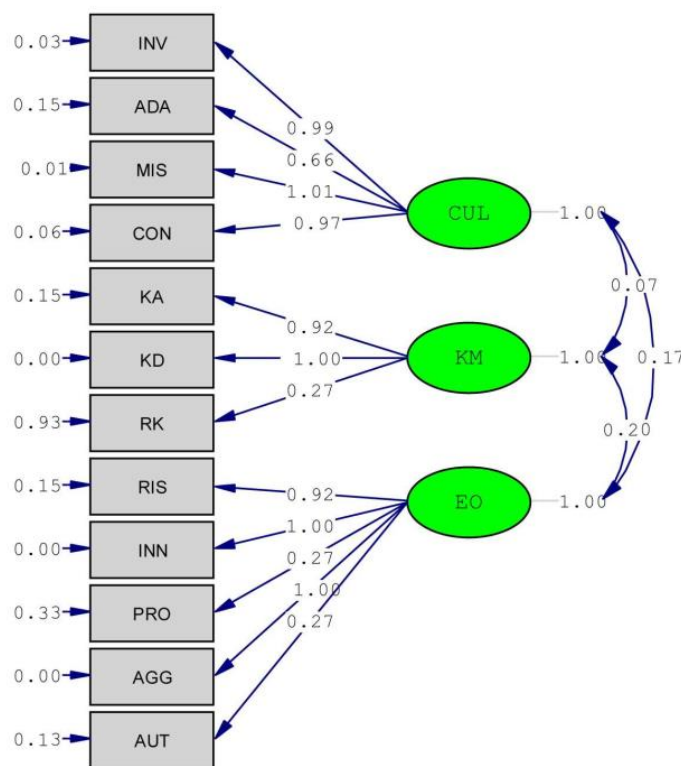 0.03 INV
0.15 ADA
0.99
0.66
0.01 MIS
1.01
CUL 1.00
0.06 CON
0.97
0.07
0.15 KA
0.92
0.00 KD
1.00
KM 1.00
0.17
0.27
0.93 RK
0.20
0.15 RIS
0.92
EO 1.00
1.00
0.00 INN
0.27
1.00
0.33 PRO
0.27
0.00 AGG
0.13 AUT